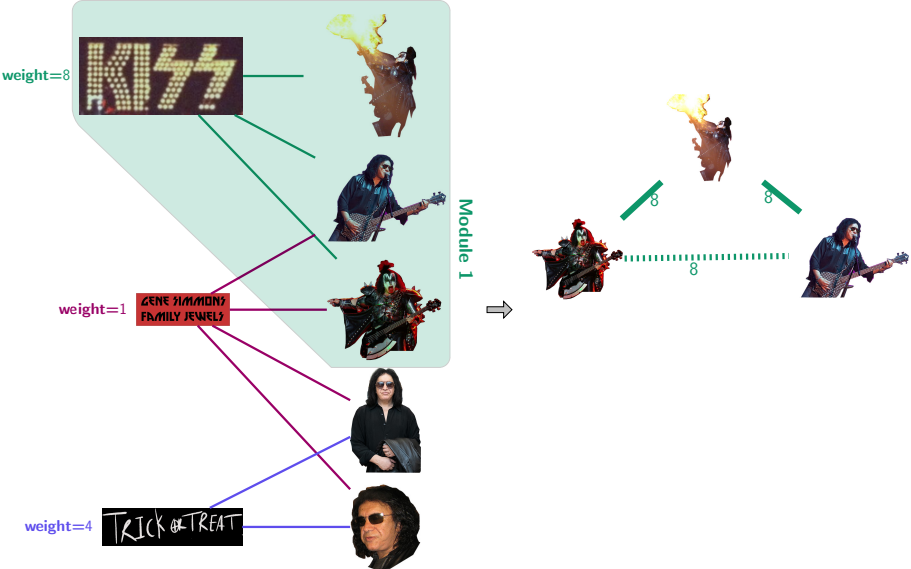 weight=8
KISS
Module 1
weight=1
GENE SIMMONS
FAMILY JEWELS
weight=4
TRICK OR TREAT
8
8
8